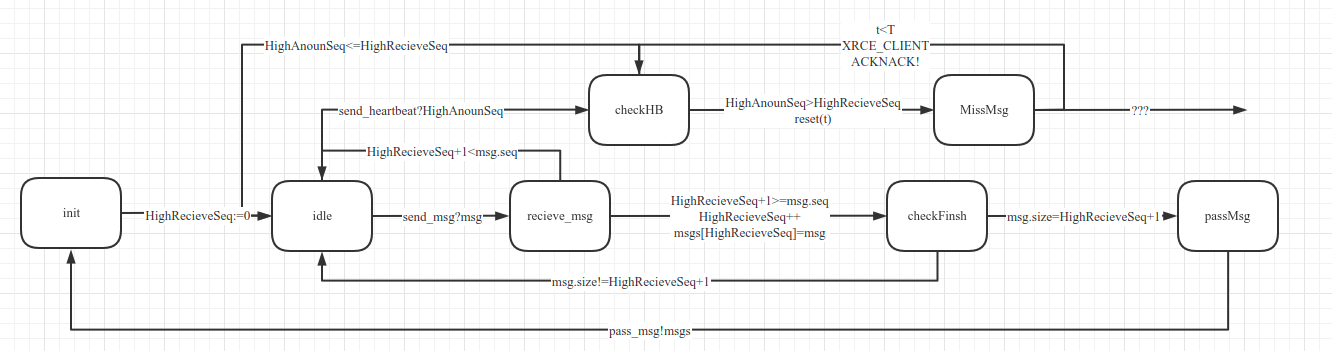 t<T
XRCE_CLIENT
ACKNACK!
HighAnounSeq<=HighRecieveSeq
send_heartbeat?HighAnounSeq
checkHB
HighAnounSeq>HighRecieveSeq
reset(t)
MissMsg
???
HighRecieveSeq+1<msg.seq
init
HighRecieveSeq:=0
idle
send_msg?msg
recieve_msg
HighRecieveSeq+1>=msg.seq
HighRecieveSeq++
msgs[HighRecieveSeq]=msg
checkFinsh
msg.size=HighRecieveSeq+1
passMsg
msg.size!=HighRecieveSeq+1
pass_msg!msgs